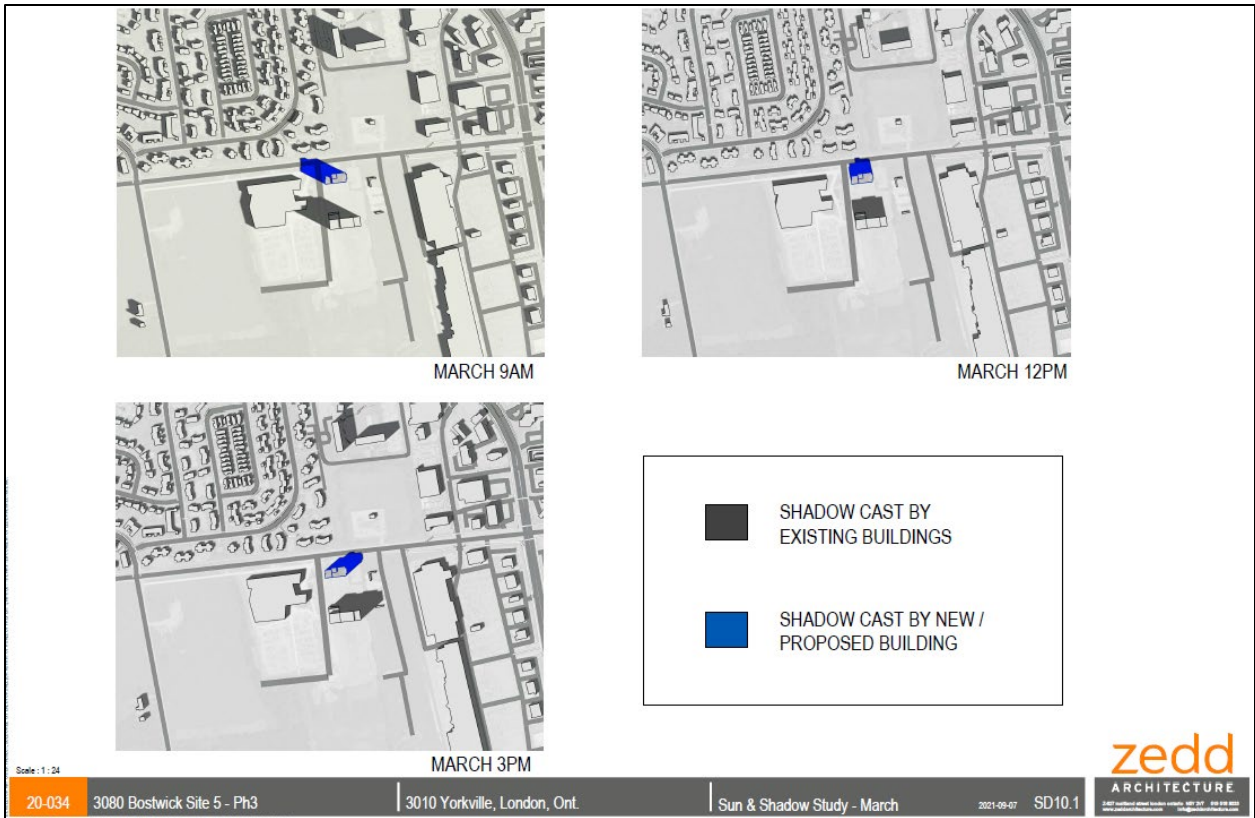 MARCH 9AM
MARCH 12PM
MARCH 3PM
SHADOW CAST BY
EXISTING BUILDINGS
SHADOW CAST BY NEW /
PROPOSED BUILDING
Scale : 1 : 24
20-034
3080 Bostwick Site 5 - Ph3
3010 Yorkville, London, Ont.
Sun & Shadow Study - March
2021-09-07
SD10.1
zedd
ARCHITECTURE